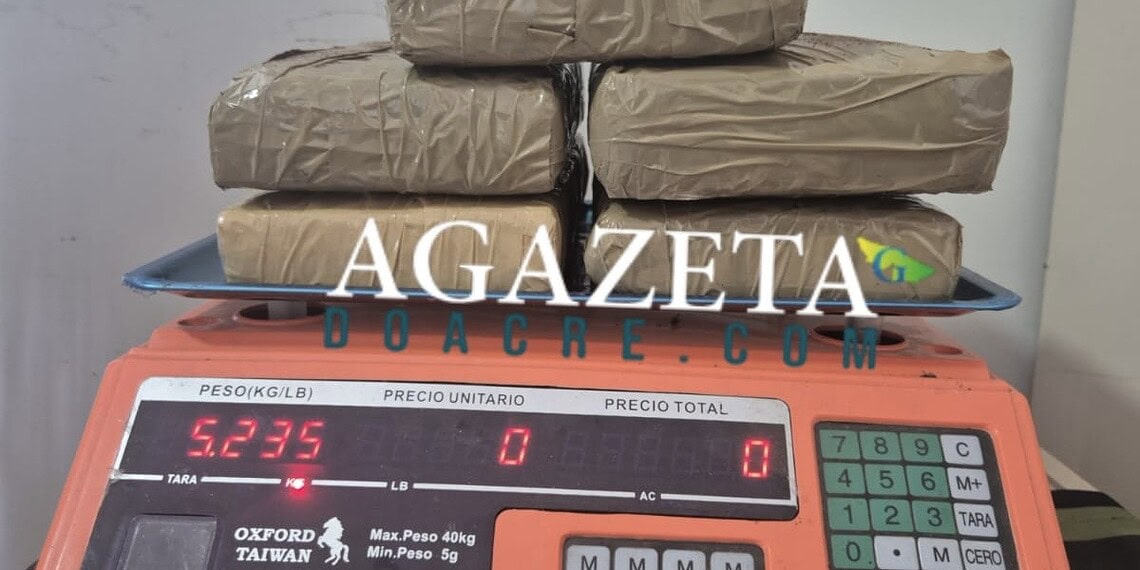 AGAZETA
G
DOACRE.COM
PESO(KG/LB) PRECIO UNITARIO PRECIO TOTAL
5.235 0 0
TARA KG LB AC
OXFORD
TAIWAN
Max.Peso 40kg
Min.Peso 5g
7 8 9 C
4 5 6 M+
1 2 3 TARA
0 . M CERO
M M M M